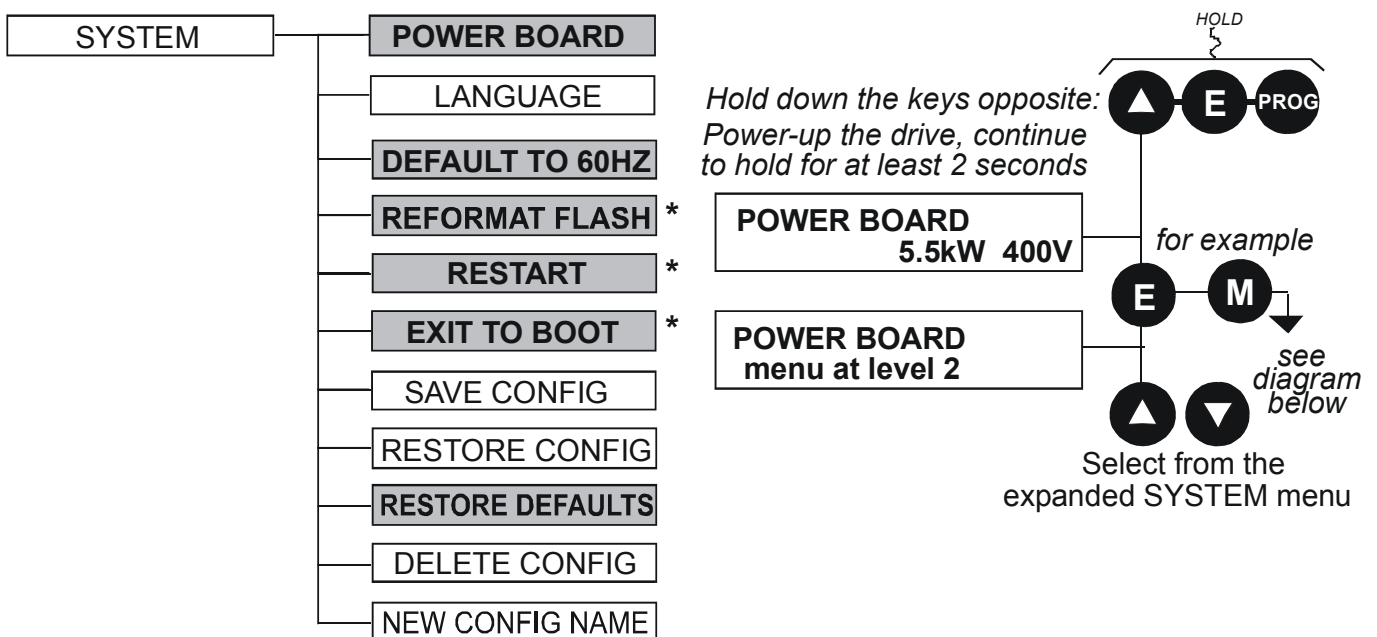 SYSTEM
POWER BOARD
LANGUAGE
DEFAULT TO 60HZ
REFORMAT FLASH *
RESTART *
EXIT TO BOOT *
SAVE CONFIG
RESTORE CONFIG
RESTORE DEFAULTS
DELETE CONFIG
NEW CONFIG NAME
HOLD
Hold down the keys opposite:
Power-up the drive, continue
to hold for at least 2 seconds
E
PROG
POWER BOARD
5.5kW 400V
for example
E
M
POWER BOARD
menu at level 2
see
diagram
below
Select from the
expanded SYSTEM menu